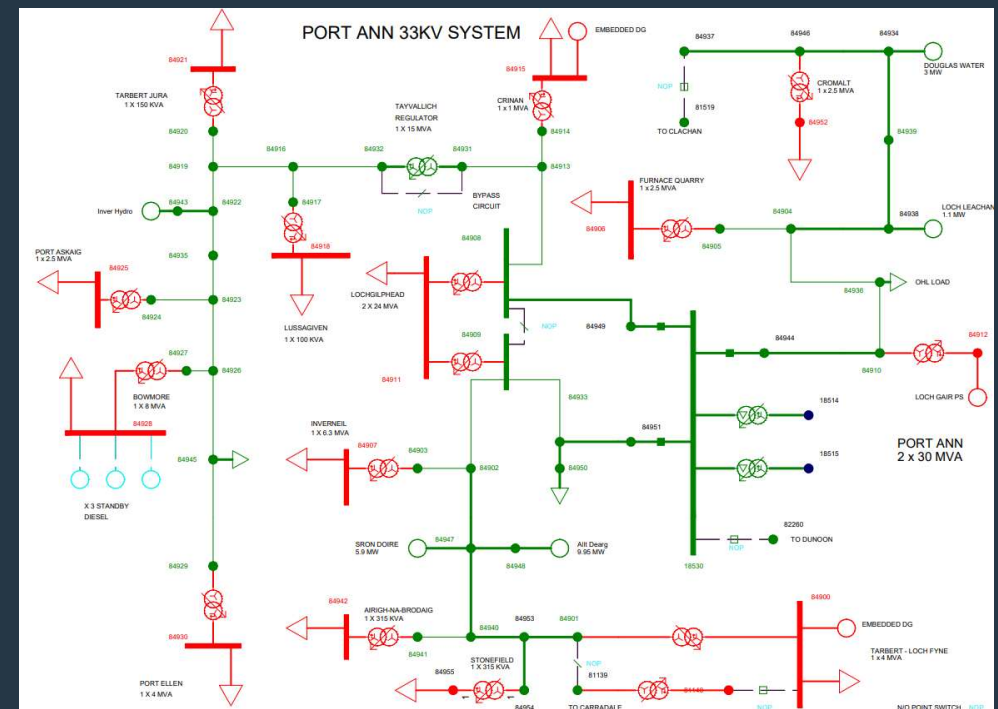 PORT ANN 33KV SYSTEM
EMBEDDED DG
84937
84946
84934
84921
84915
DOUGLAS WATER
3 MW
TARBERT JURA
1 X 150 KVA
TAYVALLICH
REGULATOR
1 X 15 MVA
CRINAN
1 x 1 MVA
NOP
81519
CROMALT
1 x 2.5 MVA
84952
TO CLACHAN
84920
84914
84939
84919
84916
84932
84931
84913
FURNACE QUARRY
1 x 2.5 MVA
BYPASS
CIRCUIT
NOP
Inver Hydro
84943
84922
84917
84918
84906
84905
84904
84938
LOCH LEACHAN
1.1 MW
84908
PORT ASKAIG
1 x 2.5 MVA
84935
84925
84923
84924
LOCHGILPHEAD
2 X 24 MVA
84936
OHL LOAD
LUSSAGIVEN
1 X 100 KVA
84909
NOP
84949
84944
84912
84910
84927
84926
84911
BOWMORE
1 X 8 MVA
84933
LOCH GAIR PS
84928
INVERNEIL
1 X 6.3 MVA
84951
18514
84907
84903
PORT ANN
2 x 30 MVA
84945
84902
84950
18515
X 3 STANDBY
DIESEL
82260
TO DUNOON
NOP
SRON DOIRE
5.9 MW
84947
Allt Dearg
9.95 MW
84948
18530
84929
84942
AIRIGH-NA-BRODAIG
1 X 315 KVA
84953
84901
84900
84940
84941
EMBEDDED DG
84930
STONEFIELD
1 X 315 KVA
84955
NOP
81139
TARBERT - LOCH FYNE
1 x 4 MVA
PORT ELLEN
1 X 4 MVA
84954
TO CARRADALE
NOP
N/O POINT SWITCH NOP